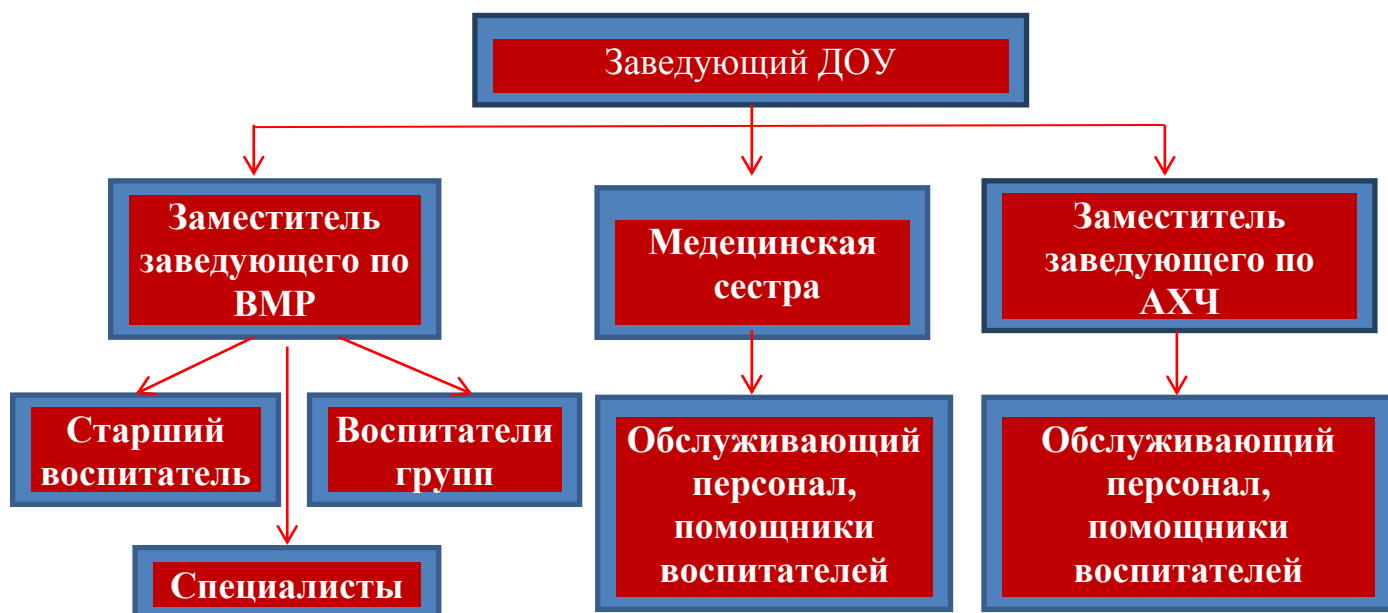 Заведующий ДОУ
Заместитель
заведующего по
ВМР
Медецинская
сестра
Заместитель
заведующего по
АХЧ
Старший
воспитатель
Воспитатели
групп
Специалисты
Обслуживающий
персонал,
помощники
воспитателей
Обслуживающий
персонал,
помощники
воспитателей